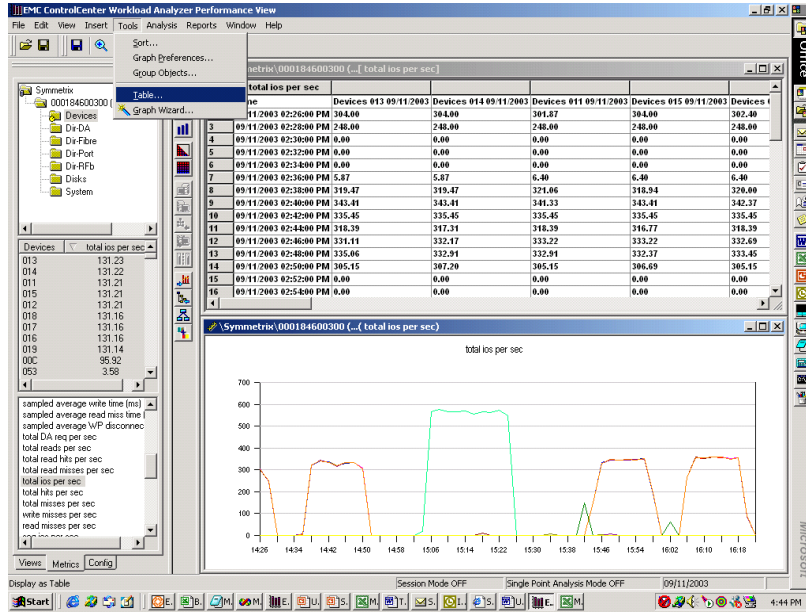 EMC ControlCenter Workload Analyzer Performance View
File Edit View Insert Tools Analysis Reports Window Help
Sort...
Graph Preferences...
Group Objects...
Table...
Graph Wizard...
Symmetrix
000184600300 (
Devices
Dir-DA
Dir-Fibre
Dir-Port
Dir-RFb
Disks
System
Devices total ios per sec
013 131.23
014 131.22
011 131.21
015 131.21
012 131.21
018 131.16
017 131.16
016 131.16
019 131.14
00C 95.92
053 3.58
sampled average write time (ms)
sampled average read miss time (
sampled average WP disconnec
total DA req per sec
total reads per sec
total read hits per sec
total read misses per sec
total ios per sec
total hits per sec
total misses per sec
write misses per sec
read misses per sec
Views Metrics Config
metrix\000184600300 (...[ total ios per sec]
total ios per sec
ne Devices 013 09/11/2003 Devices 014 09/11/2003 Devices 011 09/11/2003 Devices 015 09/11/2003 Devices
/11/2003 02:26:00 PM 304.00 304.00 301.87 304.00 302.40
3 09/11/2003 02:28:00 PM 248.00 248.00 248.00 248.00 248.00
4 09/11/2003 02:30:00 PM 0.00 0.00 0.00 0.00 0.00
5 09/11/2003 02:32:00 PM 0.00 0.00 0.00 0.00 0.00
6 09/11/2003 02:34:00 PM 0.00 0.00 0.00 0.00 0.00
7 09/11/2003 02:36:00 PM 5.87 5.87 6.40 6.40 6.40
8 09/11/2003 02:38:00 PM 319.47 319.47 321.06 318.94 320.00
9 09/11/2003 02:40:00 PM 343.41 343.41 341.33 343.41 342.37
10 09/11/2003 02:42:00 PM 335.45 335.45 335.45 335.45 335.45
11 09/11/2003 02:44:00 PM 318.39 317.31 318.39 316.77 318.39
12 09/11/2003 02:46:00 PM 331.11 332.17 333.22 333.22 332.69
13 09/11/2003 02:48:00 PM 335.06 332.91 332.91 332.37 333.45
14 09/11/2003 02:50:00 PM 305.15 307.20 305.15 306.69 305.15
15 09/11/2003 02:52:00 PM 0.00 0.00 0.00 0.00 0.00
16 09/11/2003 02:54:00 PM 0.00 0.00 0.00 0.00 0.00
\Symmetrix\000184600300 (...( total ios per sec)
total ios per sec
700
600
500
400
300
200
100
0
14:26 14:34 14:42 14:50 14:58 15:06 15:14 15:22 15:30 15:38 15:46 15:54 16:02 16:10 16:18
Office
Microsoft
Display as Table Session Mode OFF Single Point Analysis Mode OFF 09/11/2003
Start E. B. M. M. E. U. S. M. T. S. I. S. U. E. M. 4:44 PM